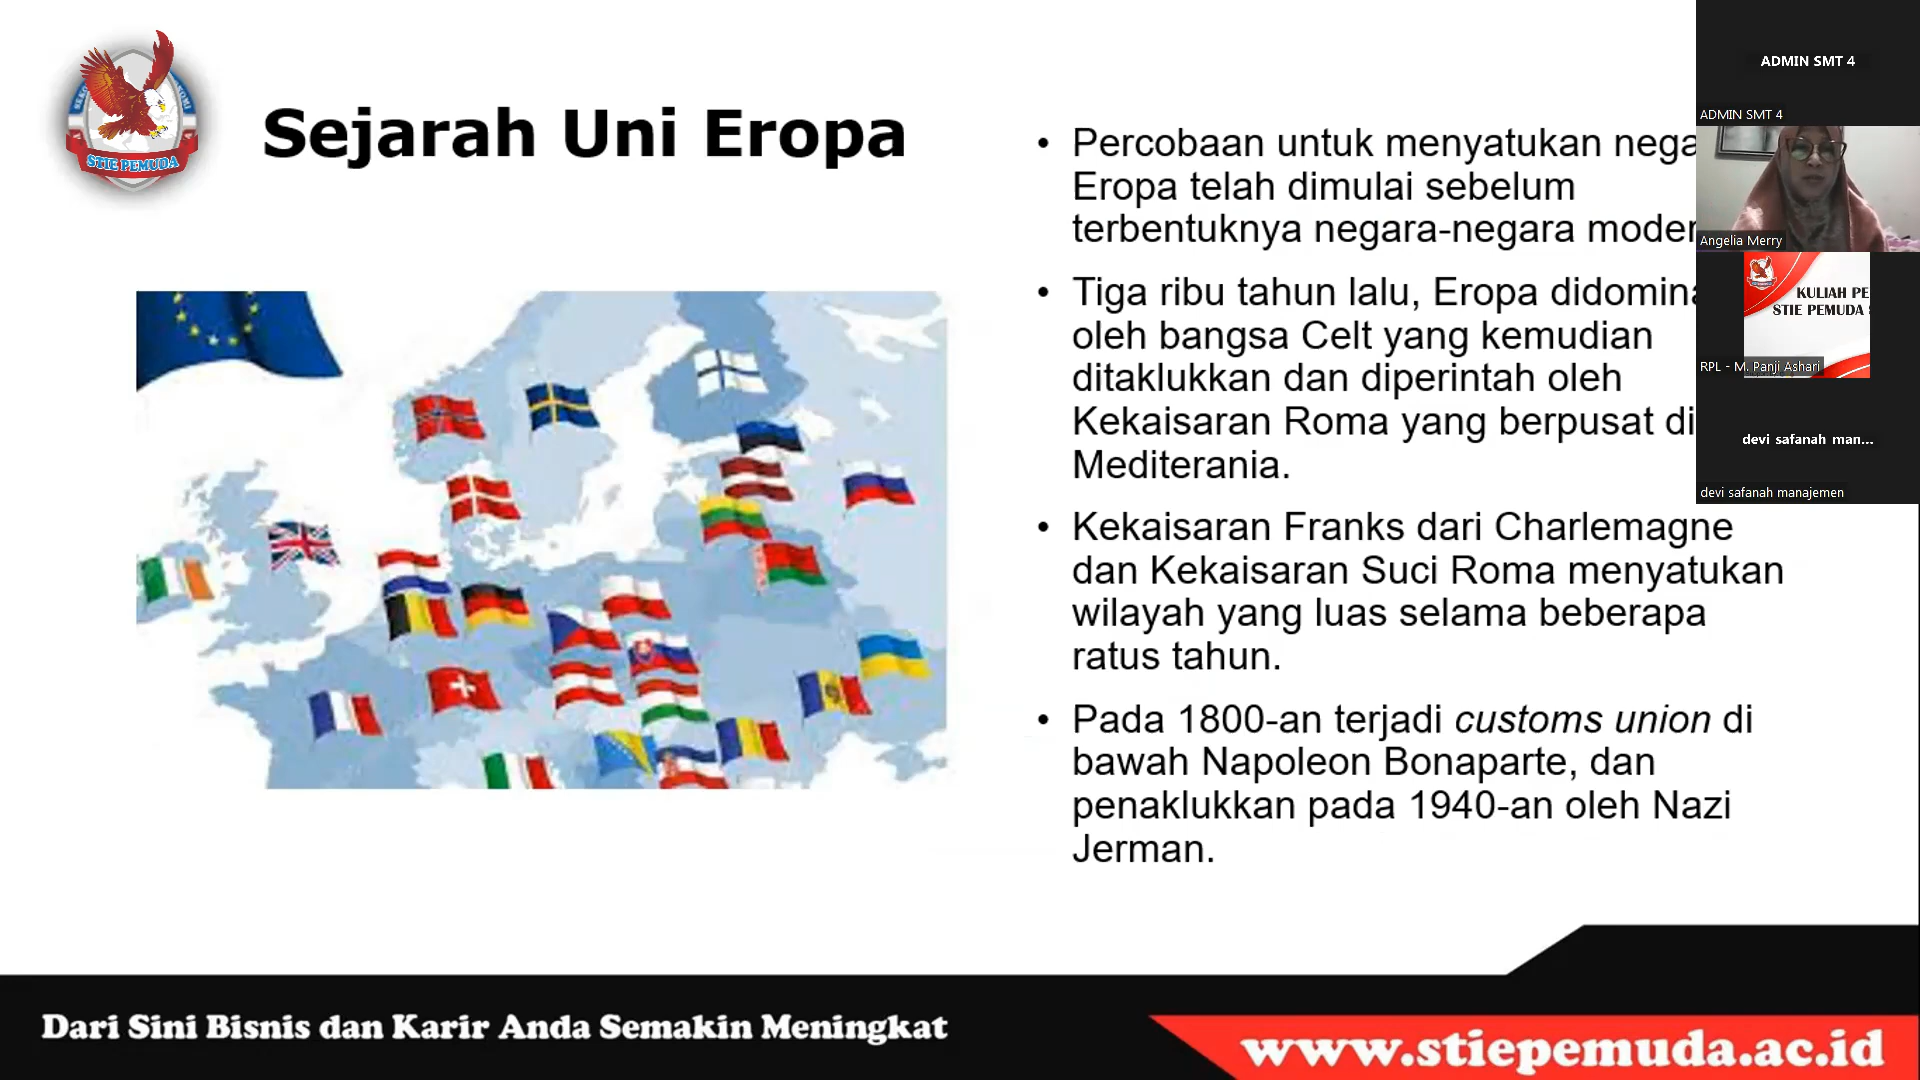 STIE PEMUDA
Sejarah Uni Eropa
• Percobaan untuk menyatukan nega
Eropa telah dimulai sebelum
terbentuknya negara-negara moder
• Tiga ribu tahun lalu, Eropa didomina
oleh bangsa Celt yang kemudian
ditaklukkan dan diperintah oleh
Kekaisaran Roma yang berpusat di
Mediterania.
• Kekaisaran Franks dari Charlemagne
dan Kekaisaran Suci Roma menyatukan
wilayah yang luas selama beberapa
ratus tahun.
• Pada 1800-an terjadi customs union di
bawah Napoleon Bonaparte, dan
penaklukkan pada 1940-an oleh Nazi
Jerman.
ADMIN SMT 4
ADMIN SMT 4
Angelia Merry
KULIAH PE
STIE PEMUDA
RPL - M. Panji Ashari
devi safanah man...
devi safanah manajemen
Dari Sini Bisnis dan Karir Anda Semakin Meningkat
www.stiepemuda.ac.id